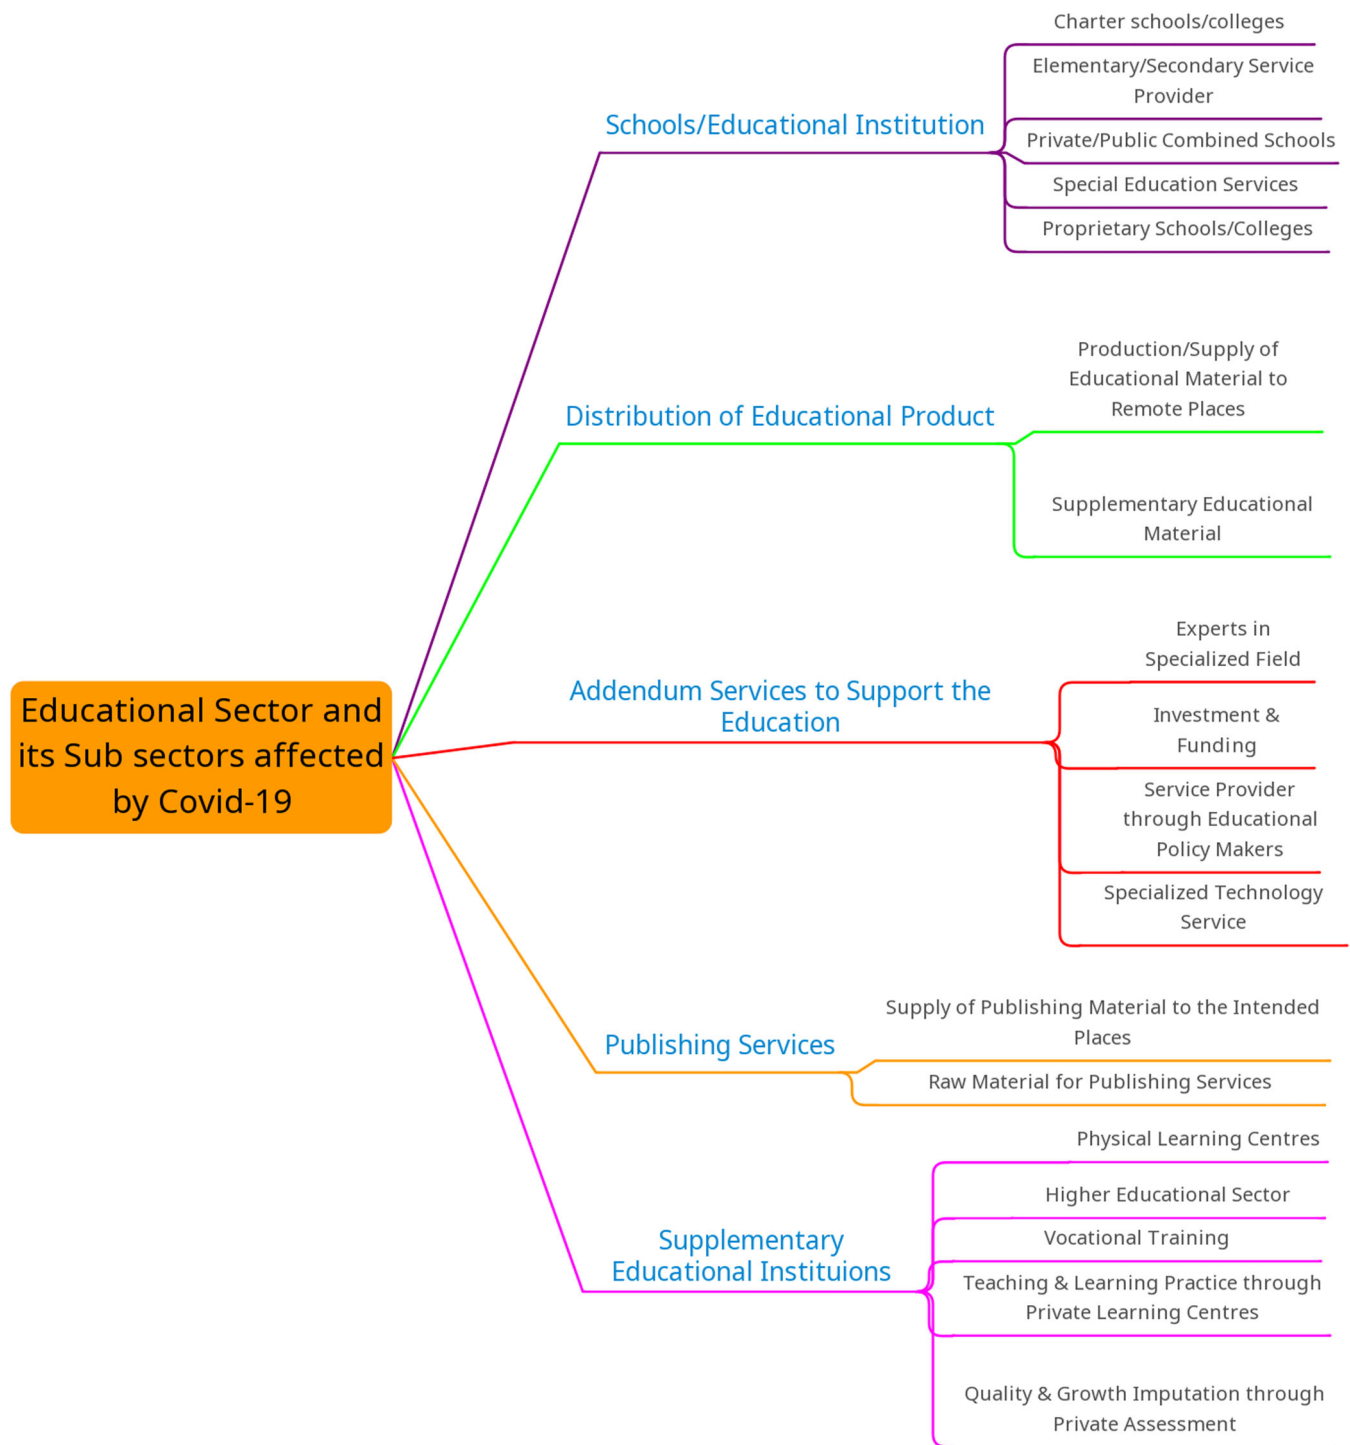 Educational Sector and
its Sub sectors affected
by Covid-19
Schools/Educational Institution
Charter schools/colleges
Elementary/Secondary Service
Provider
Private/Public Combined Schools
Special Education Services
Proprietary Schools/Colleges
Distribution of Educational Product
Production/Supply of
Educational Material to
Remote Places
Supplementary Educational
Material
Addendum Services to Support the
Education
Experts in
Specialized Field
Investment &
Funding
Service Provider
through Educational
Policy Makers
Specialized Technology
Service
Publishing Services
Supply of Publishing Material to the Intended
Places
Raw Material for Publishing Services
Supplementary
Educational Instituions
Physical Learning Centres
Higher Educational Sector
Vocational Training
Teaching & Learning Practice through
Private Learning Centres
Quality & Growth Imputation through
Private Assessment